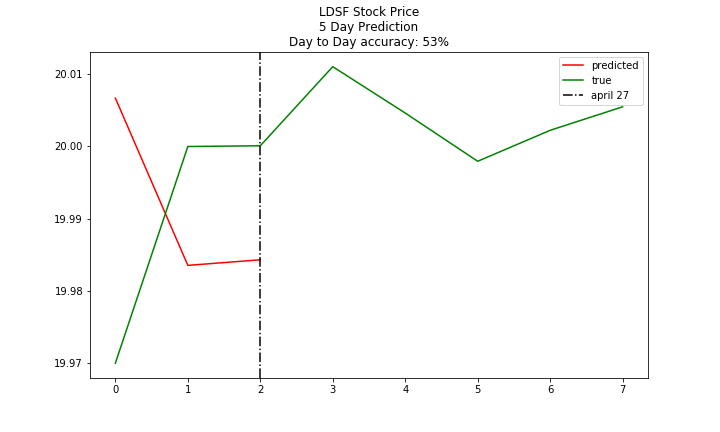 LDSF Stock Price
5 Day Prediction
Day to Day accuracy: 53%
predicted
true
april 27
20.01
20.00
19.99
19.98
19.97
0 1 2 3 4 5 6 7